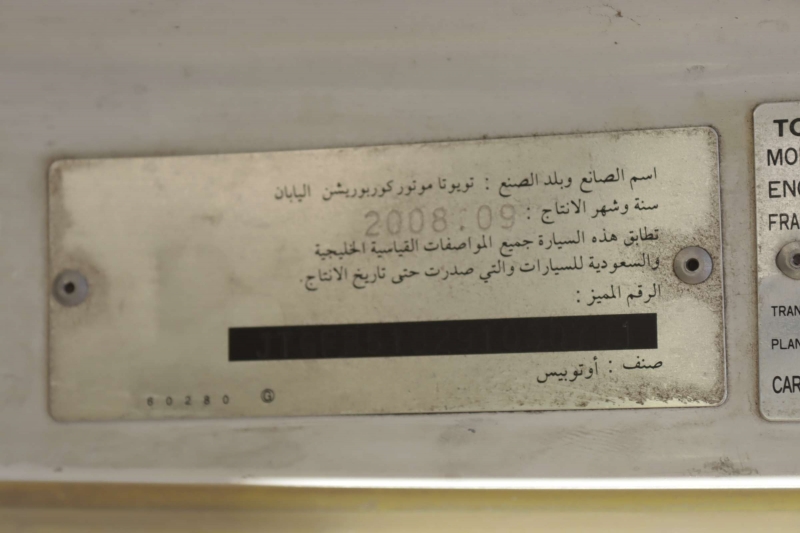 اسم الصانع وبلد الصنع : تويوتا موتور كوربوريشن اليابان
سنة وشهر الانتاج : 2008.09
تطابق هذه السيارة جميع المواصفات القياسية الخليجية
والسعودية للسيارات والتي صدرت حتى تاريخ الانتاج.
الرقم المميز :
صنف : أوتوبيس
60280 G
TO
MO
ENG
FRA
TRAN
PLAN
CAR